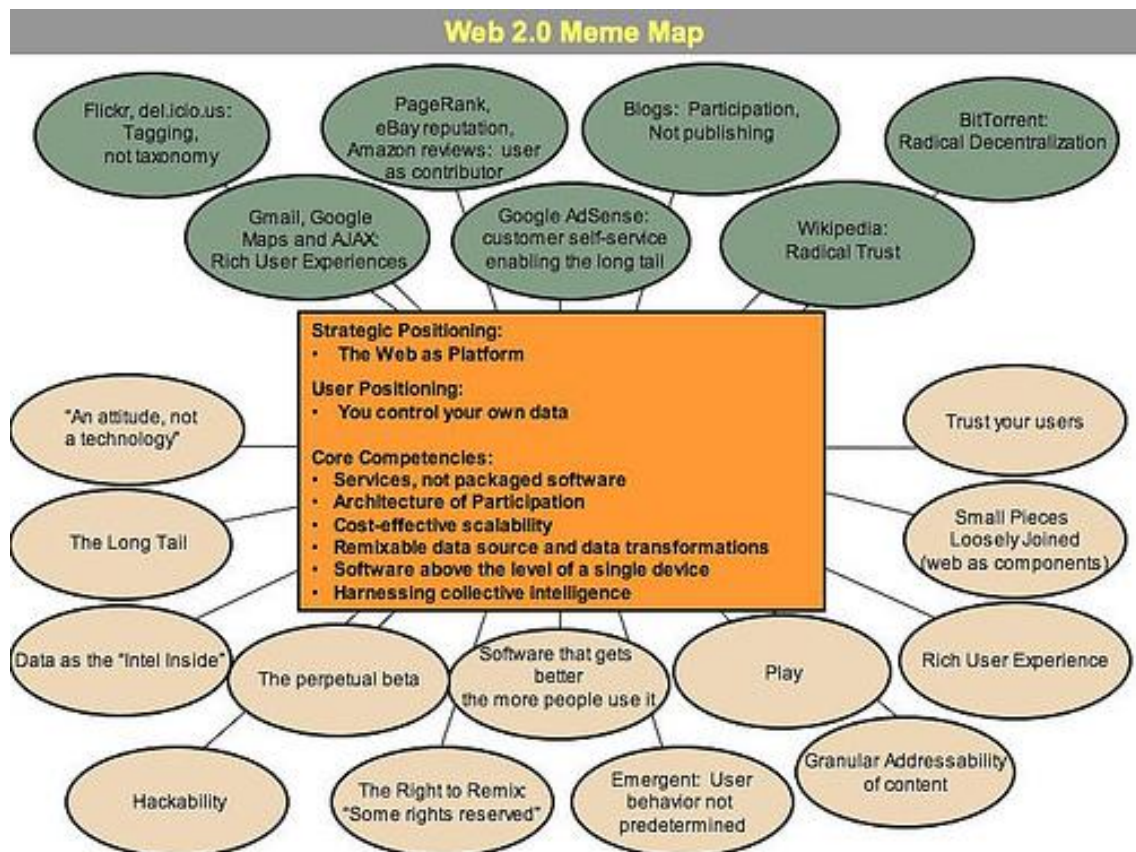 Web 2.0 Meme Map
Flickr, del.icio.us:
Tagging,
not taxonomy
PageRank,
eBay reputation,
Amazon reviews: user
as contributor
Blogs: Participation,
Not publishing
BitTorrent:
Radical Decentralization
Gmail, Google
Maps and AJAX:
Rich User Experiences
Google AdSense:
customer self-service
enabling the long tail
Wikipedia:
Radical Trust
Strategic Positioning:
• The Web as Platform
User Positioning:
• You control your own data
Core Competencies:
• Services, not packaged software
• Architecture of Participation
• Cost-effective scalability
• Remixable data source and data transformations
• Software above the level of a single device
• Harnessing collective intelligence
"An attitude, not
a technology"
Trust your users
The Long Tail
Small Pieces
Loosely Joined
(web as components)
Data as the "Intel Inside"
The perpetual beta
Software that gets
better
the more people use it
Play
Rich User Experience
Hackability
The Right to Remix:
"Some rights reserved"
Emergent: User
behavior not
predetermined
Granular Addressability
of content